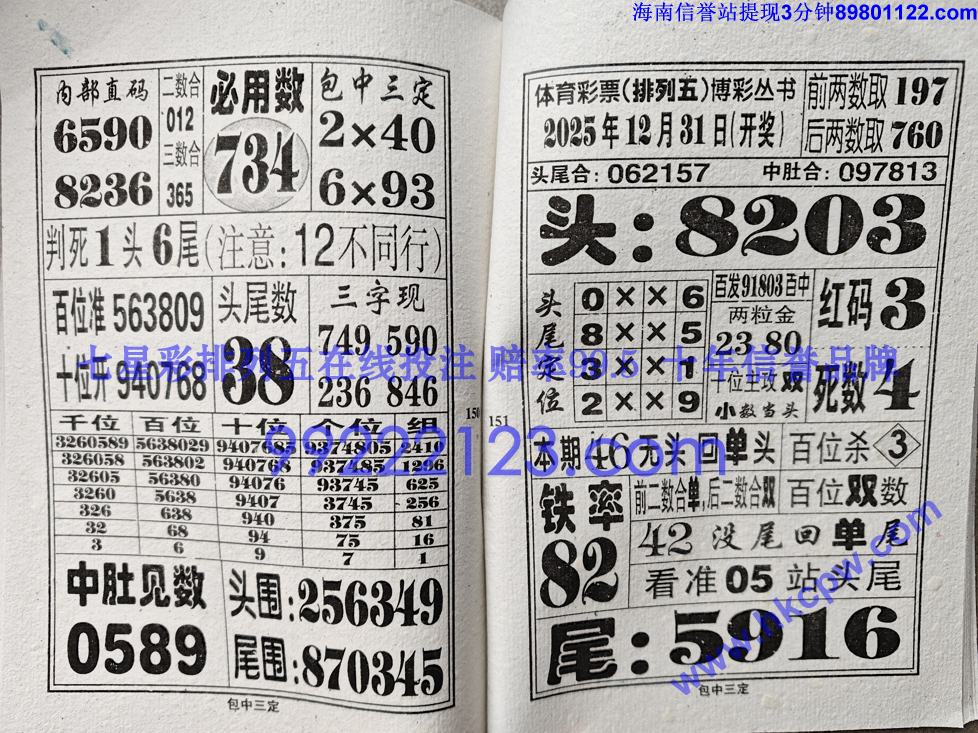 海南信誉站提现3分钟89801122.com
内部直码
6590
8236
二数合
012
三数合
365
必用数
734
包中三定
2×40
6×93
判死1头6尾(注意:12不同行)
百位准563809
十位开940768
头尾数
38
三字现
749 590
236 846
千位 百位 十位 个位 组
3260589 5638029 9407685 9374805 2410
326058 563802 940768 937485 1296
32605 56380 94076 93745 625
3260 5638 9407 3745 256
326 638 940 375 81
32 68 94 75 16
3 6 9 7 1
中肚见数
0589
头围:256349
尾围:870345
包中三定
150
体育彩票(排列五)博彩丛书
2025年12月31日(开奖)
前两数取197
后两数取760
头尾合:062157 中肚合:097813
头:8203
头尾定位
0××6
8××5
3××1
2××9
百发91803百中
两粒金
23.80
十位主攻双
小数当头
红码3
死数4
本期46无头回单头
百位杀3
铁率
82
前二数合单,后二数合双
百位双数
42没尾回单尾
看准05站头尾
尾:5916
包中三定
151
七星彩排列五在线投注 赔率99.5 十年信誉品牌
99222123.com
www.hkcpw.com